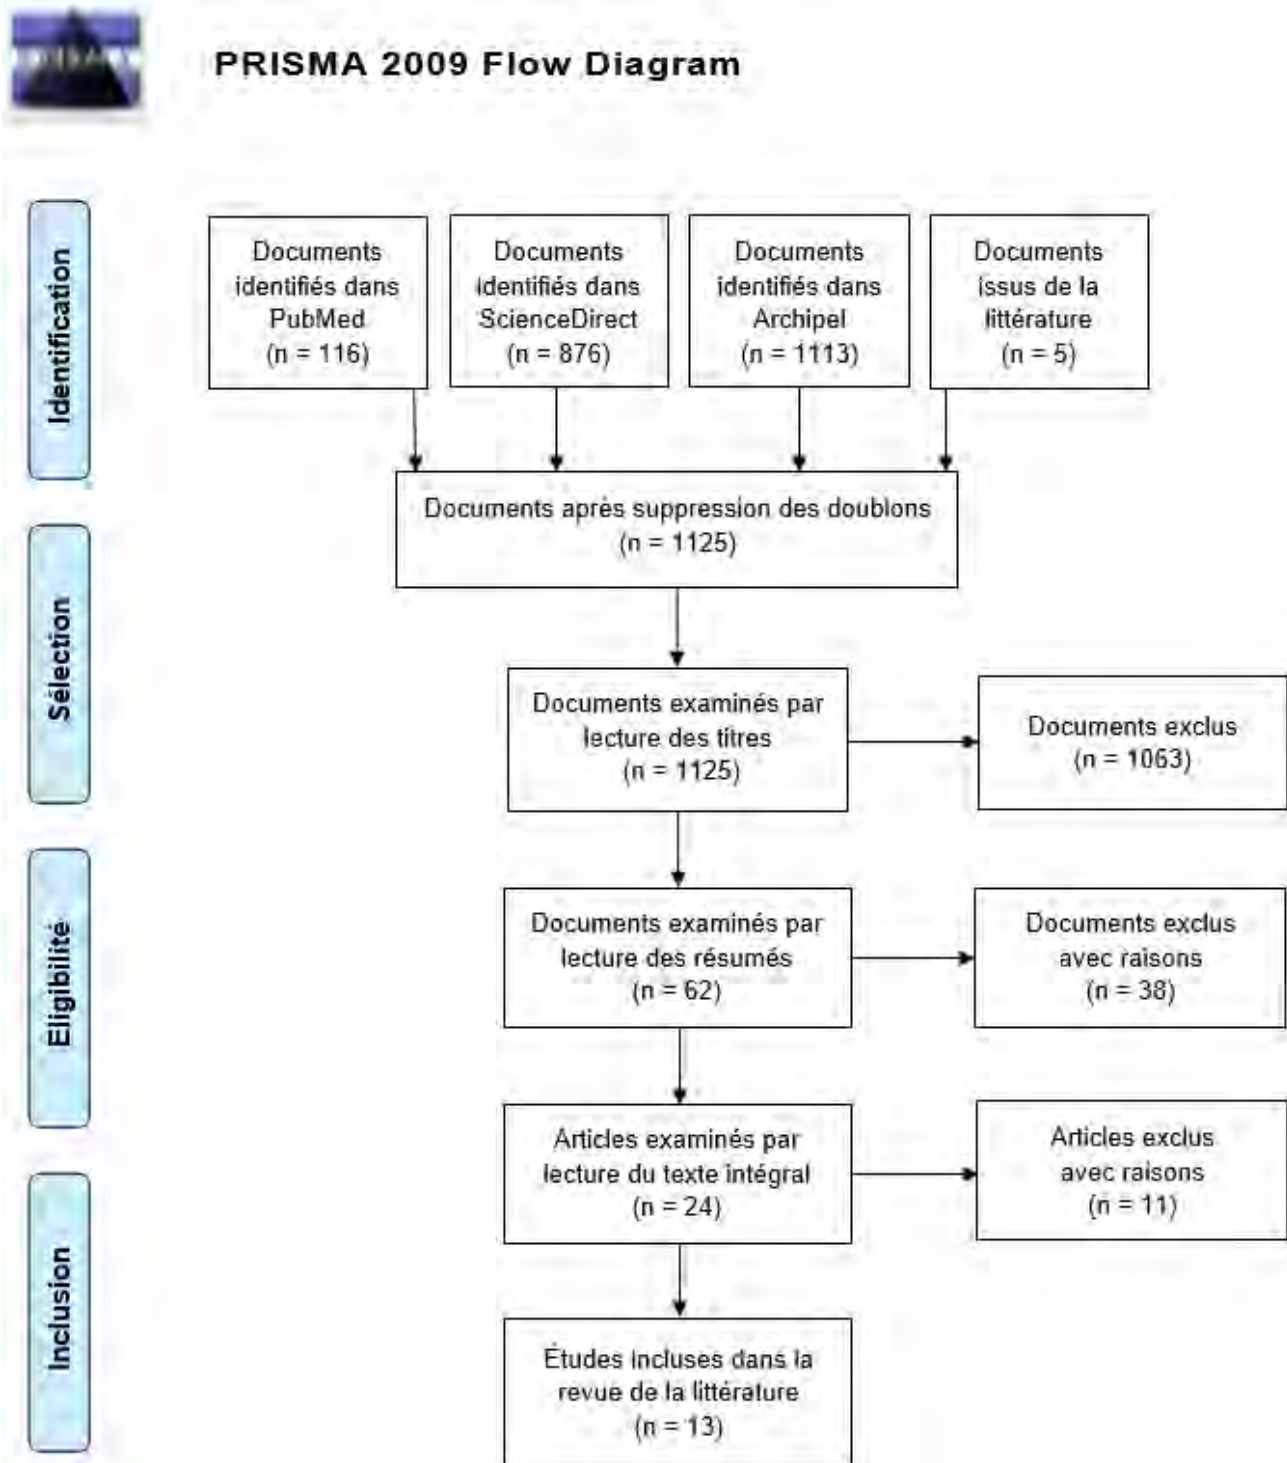 PRISMA 2009 Flow Diagram
Identification
Documents
identifiés dans
PubMed
(n = 116)
Documents
identifiés dans
ScienceDirect
(n = 876)
Documents
identifiés dans
Archipel
(n = 1113)
Documents
issus de la
littérature
(n = 5)
Documents après suppression des doublons
(n = 1125)
Sélection
Documents examinés par
lecture des titres
(n = 1125)
Documents exclus
(n = 1063)
Eligibilité
Documents examinés par
lecture des résumés
(n = 62)
Documents exclus
avec raisons
(n = 38)
Articles examinés par
lecture du texte intégral
(n = 24)
Articles exclus
avec raisons
(n = 11)
Inclusion
Études incluses dans la
revue de la littérature
(n = 13)